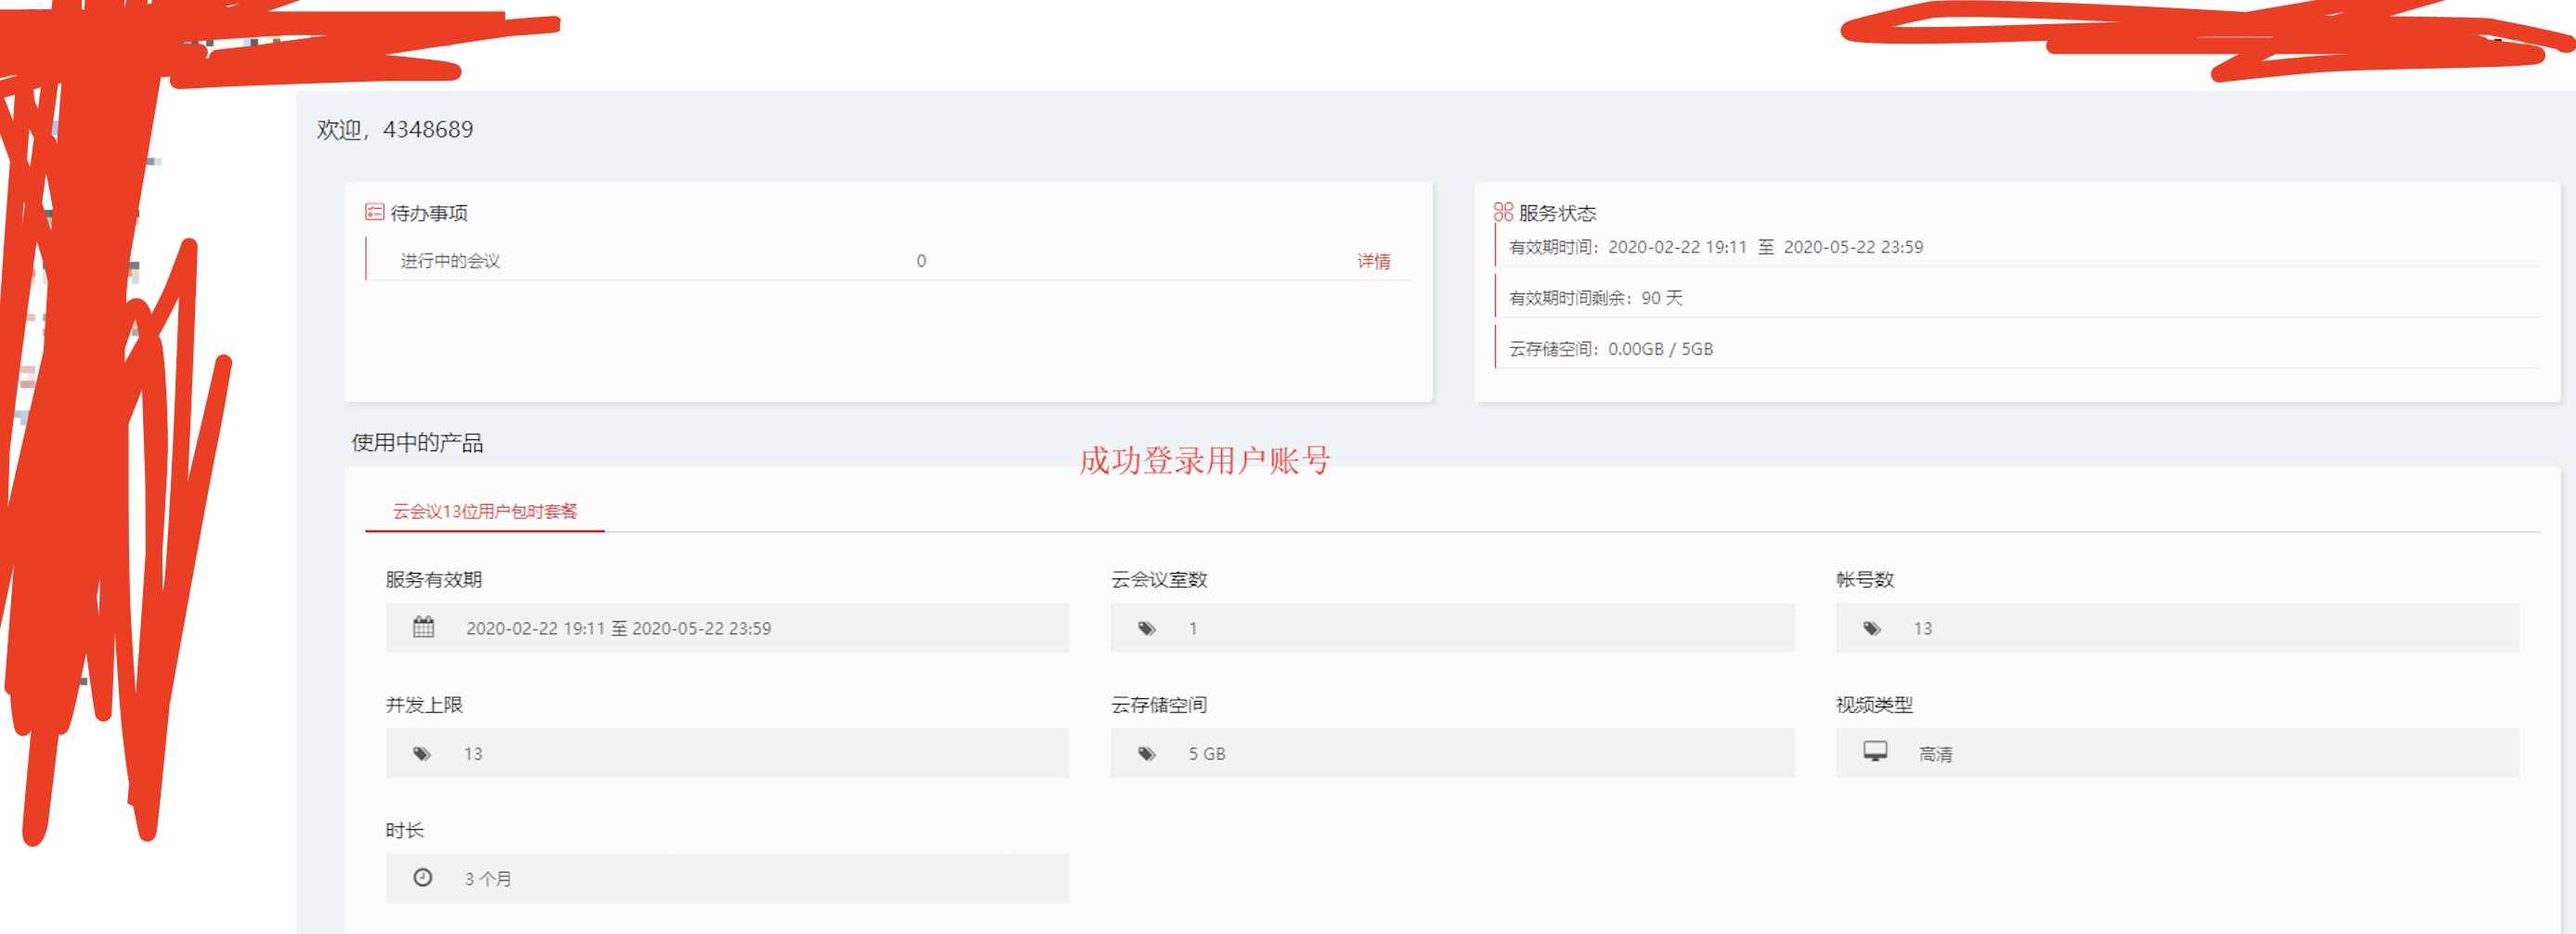 欢迎，4348689
待办事项
进行中的会议 0 详情
服务状态
有效期时间：2020-02-22 19:11 至 2020-05-22 23:59
有效期时间剩余：90 天
云存储空间：0.00GB / 5GB
使用中的产品
成功登录用户账号
云会议13位用户包时套餐
服务有效期 云会议室数 帐号数
2020-02-22 19:11 至 2020-05-22 23:59 1 13
并发上限 云存储空间 视频类型
13 5 GB 高清
时长
3 个月